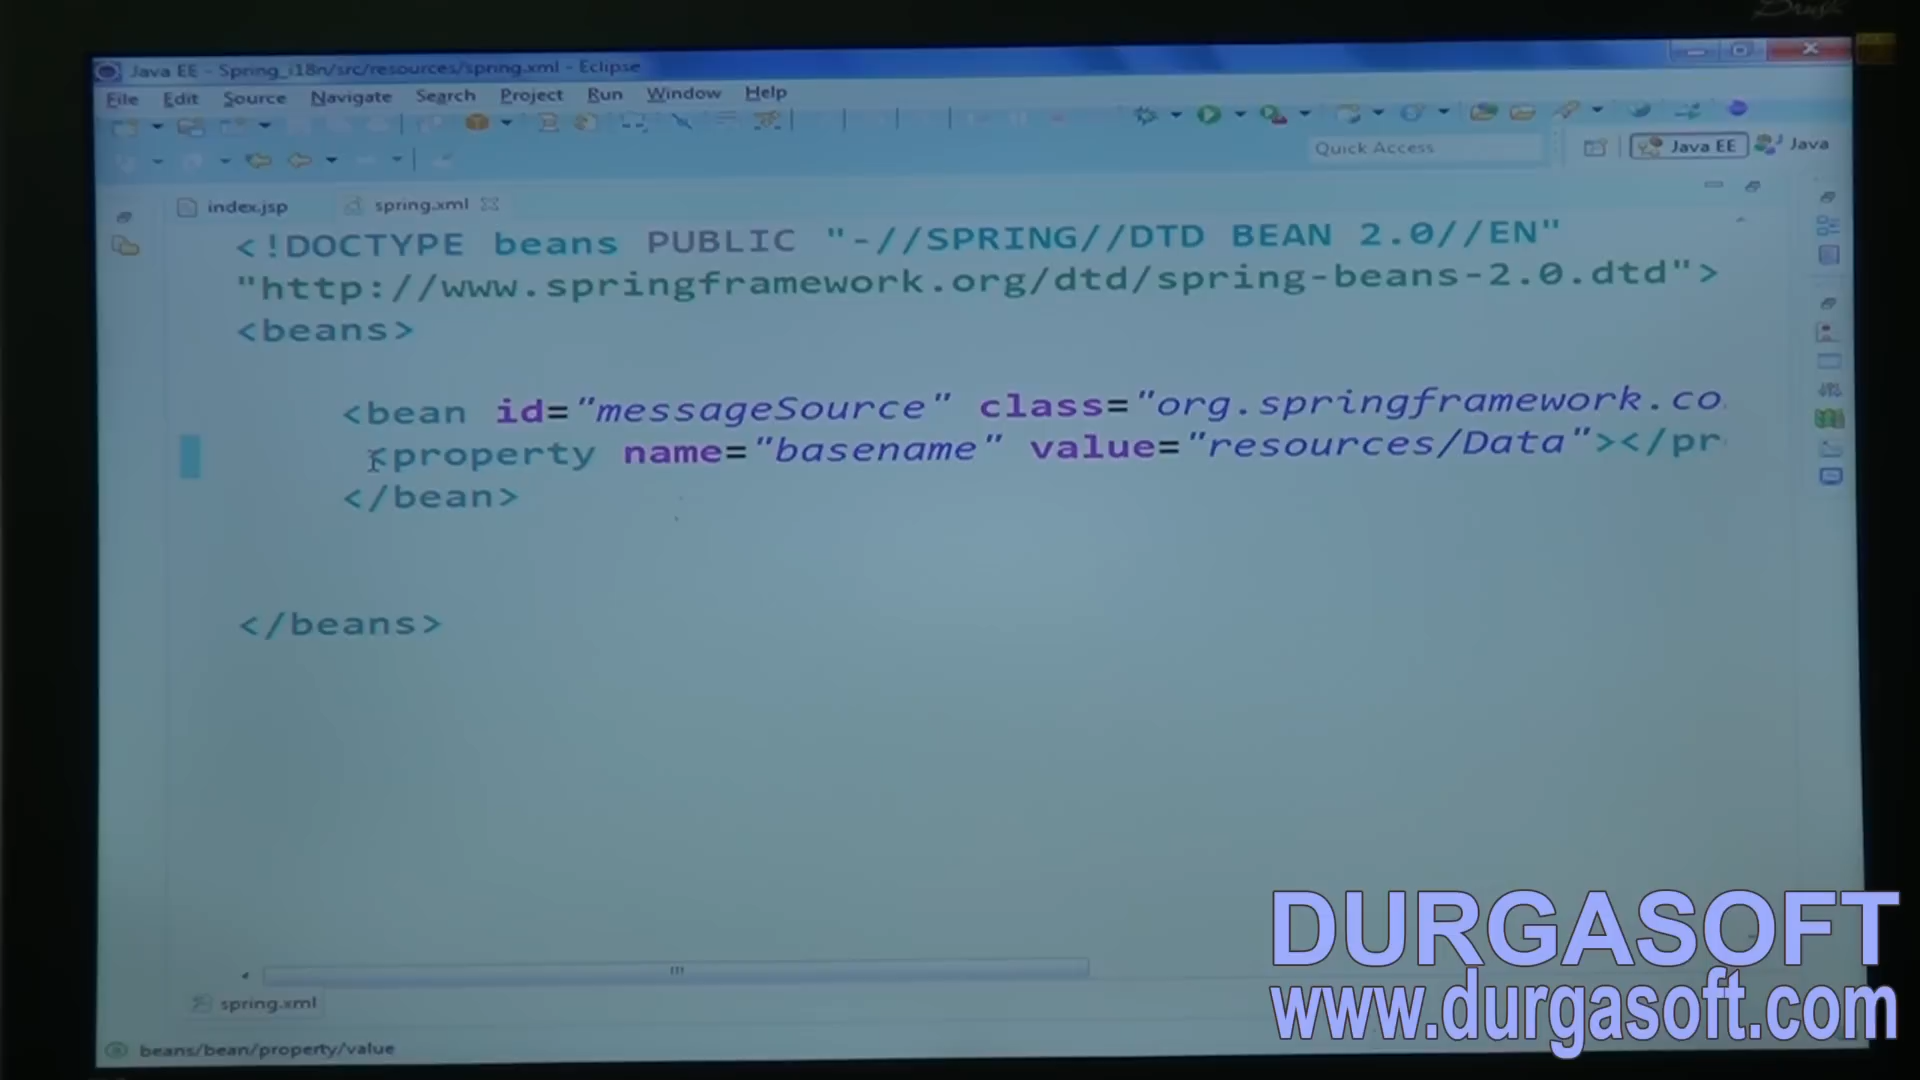 Java EE - Spring_i18n/src/resources/spring.xml - Eclipse
File Edit Source Navigate Search Project Run Window Help
Quick Access
Java EE
Java
index.jsp
spring.xml
<!DOCTYPE beans PUBLIC "-//SPRING//DTD BEAN 2.0//EN"
"http://www.springframework.org/dtd/spring-beans-2.0.dtd">
<beans>
<bean id="messageSource" class="org.springframework.co
<property name="basename" value="resources/Data"></pr
</bean>
</beans>
spring.xml
beans/bean/property/value
DURGASOFT
www.durgasoft.com